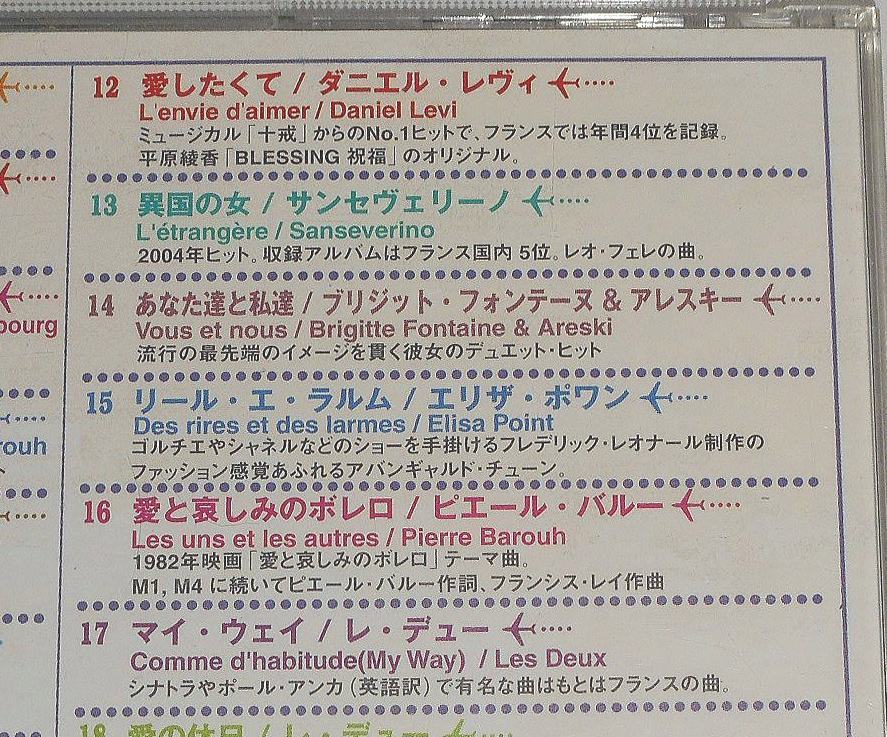 bourg
rouh
12 愛したくて / ダニエル・レヴィ
L'envie d'aimer / Daniel Levi
ミュージカル「十戒」からのNo.1ヒットで、フランスでは年間4位を記録。
平原綾香「BLESSING 祝福」のオリジナル。
13 異国の女 / サンセヴェリーノ
L'étrangère / Sanseverino
2004年ヒット。収録アルバムはフランス国内 5位。レオ・フェレの曲。
14 あなた達と私達 / ブリジット・フォンテーヌ & アレスキー
Vous et nous / Brigitte Fontaine & Areski
流行の最先端のイメージを貫く彼女のデュエット・ヒット
15 リール・エ・ラルム / エリザ・ポワン
Des rires et des larmes / Elisa Point
ゴルチエやシャネルなどのショーを手掛けるフレデリック・レオナール制作の
ファッション感覚あふれるアバンギャルド・チューン。
16 愛と哀しみのボレロ / ピエール・バルー
Les uns et les autres / Pierre Barouh
1982年映画「愛と哀しみのボレロ」テーマ曲。
M1, M4 に続いてピエール・バルー作詞、フランシス・レイ作曲
17 マイ・ウェイ / レ・デュー
Comme d'habitude(My Way) / Les Deux
シナトラやポール・アンカ(英語訳)で有名な曲はもとはフランスの曲。
18 愛の休日 / レ・デュー